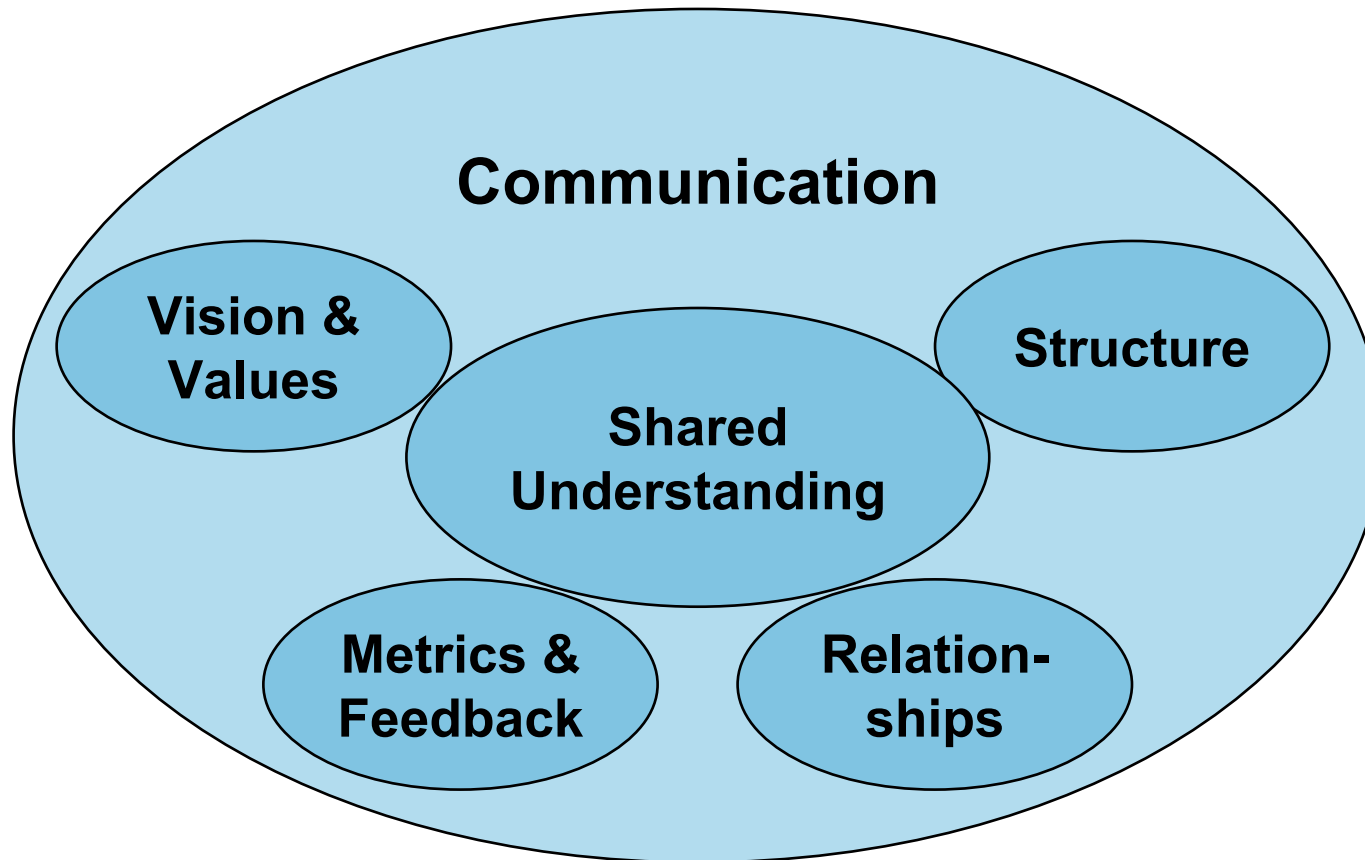 Communication
Vision &
Values
Structure
Shared
Understanding
Metrics &
Feedback
Relation-
ships